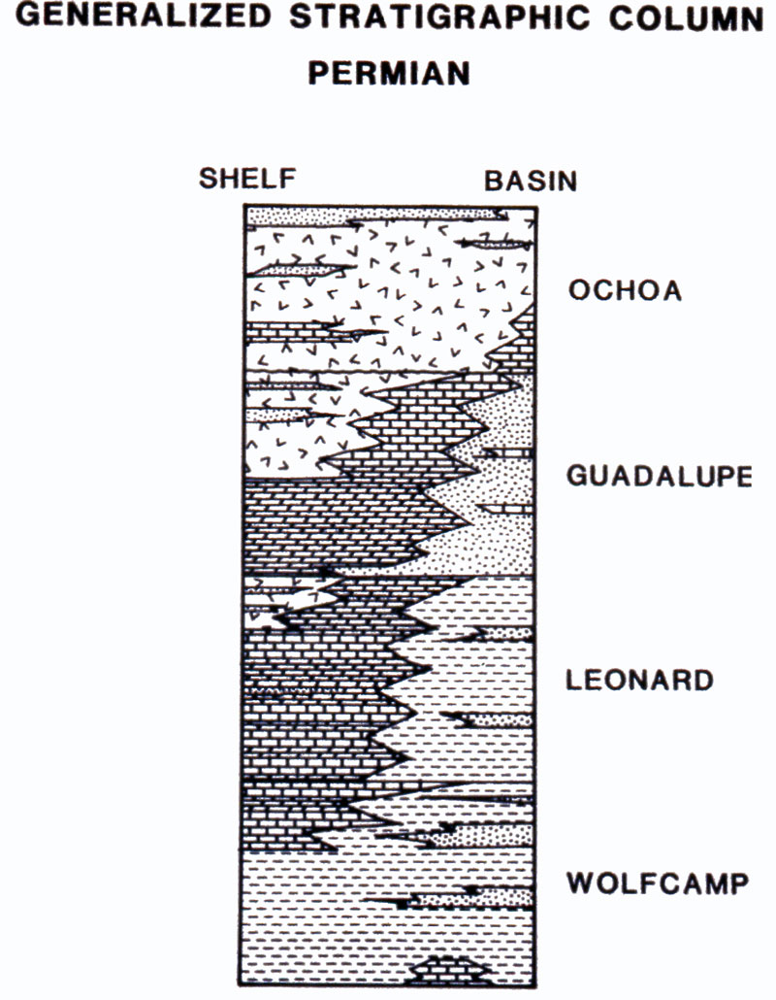 GENERALIZED STRATIGRAPHIC COLUMN
PERMIAN
SHELF BASIN
OCHOA
GUADALUPE
LEONARD
WOLFCAMP